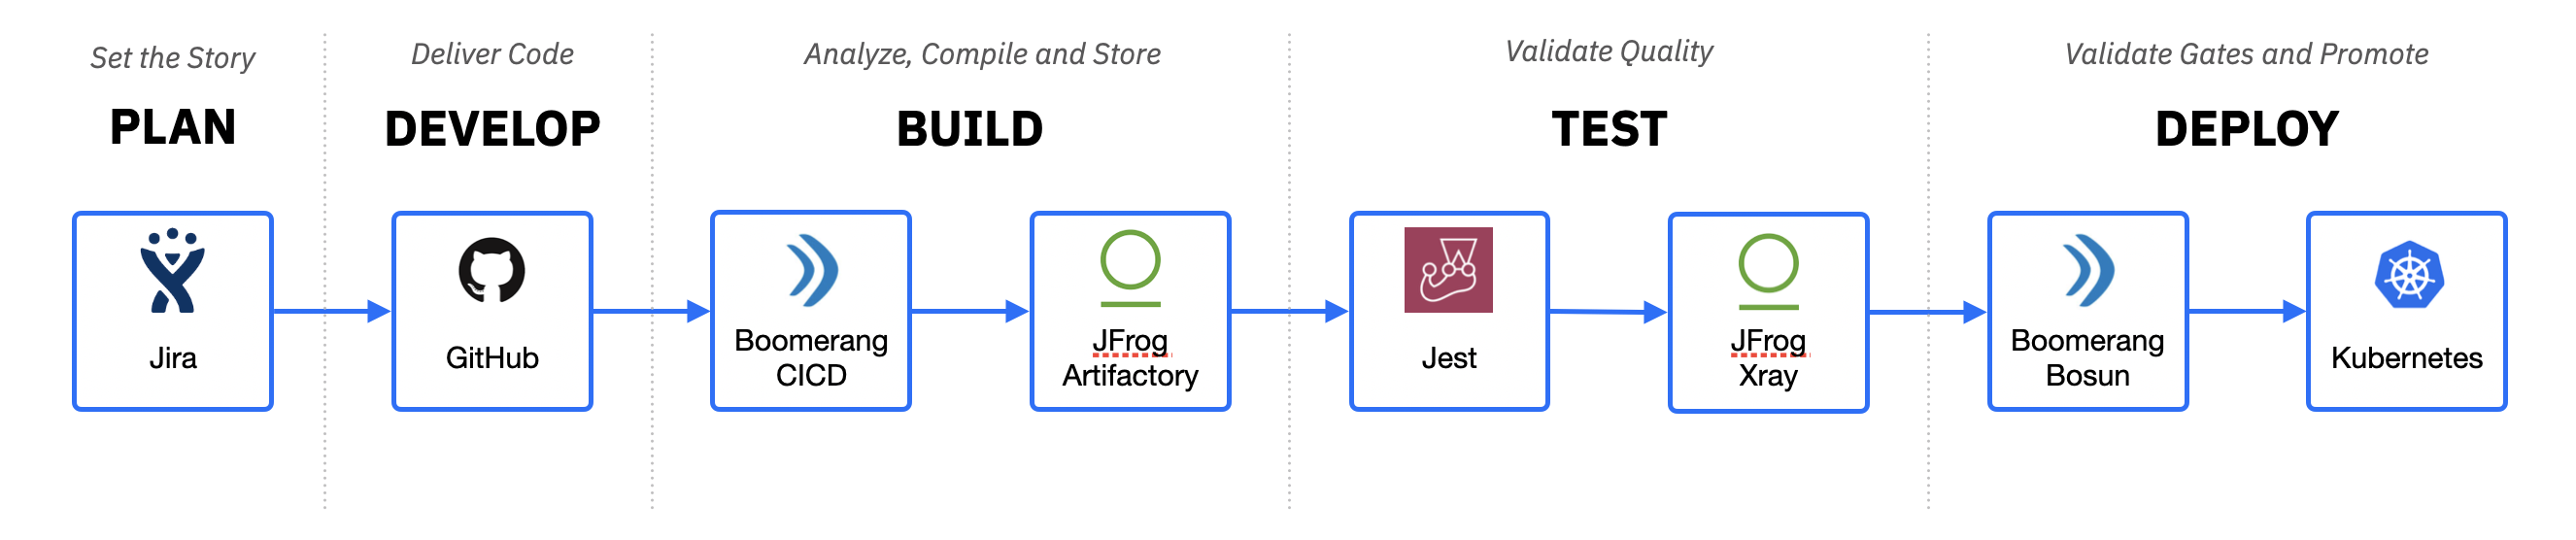 Set the Story
PLAN
Deliver Code
DEVELOP
Analyze, Compile and Store
BUILD
Validate Quality
TEST
Validate Gates and Promote
DEPLOY
Jira
GitHub
Boomerang
CICD
JFrog
Artifactory
Jest
JFrog
Xray
Boomerang
Bosun
Kubernetes